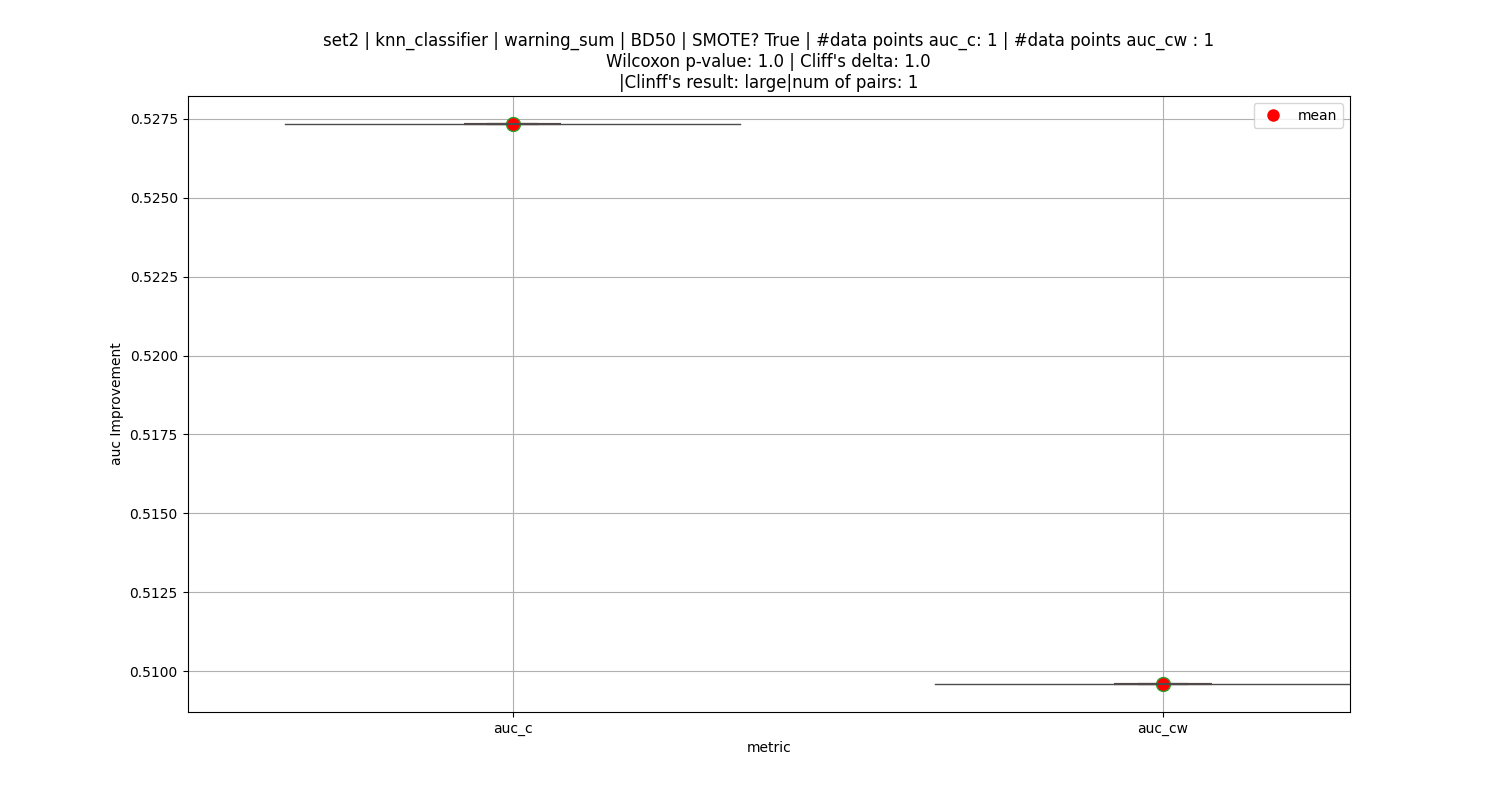 set2 | knn_classifier | warning_sum | BD50 | SMOTE? True | #data points auc_c: 1 | #data points auc_cw : 1
Wilcoxon p-value: 1.0 | Cliff's delta: 1.0
|Clinff's result: large|num of pairs: 1
mean
0.5275
0.5250
0.5225
0.5200
0.5175
0.5150
0.5125
0.5100
auc Improvement
auc_c
auc_cw
metric